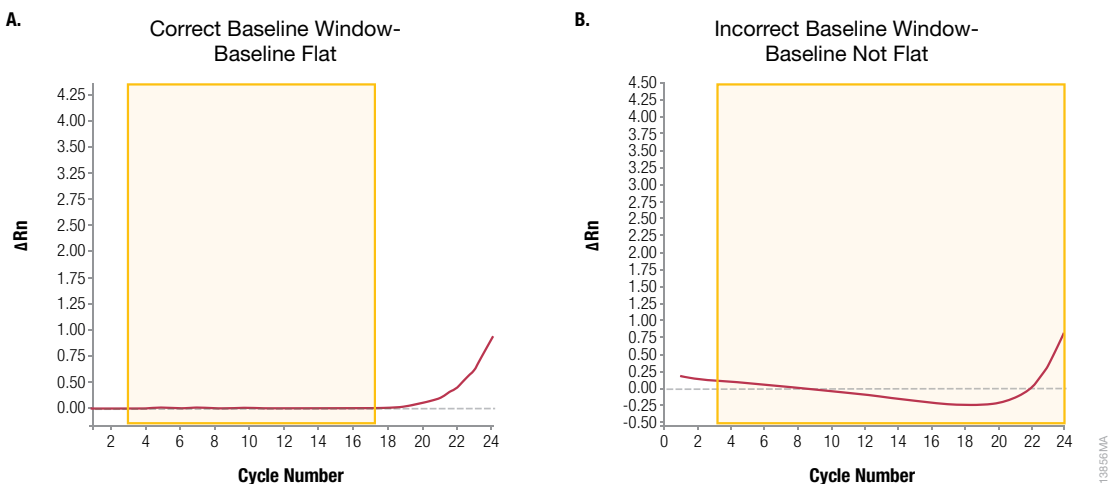 A.
Correct Baseline Window-
Baseline Flat
4.25
4.00
3.50
3.25
2.75
2.50
2.00
1.75
1.25
1.00
0.75
0.50
0.00
ΔRn
2 4 6 8 10 12 14 16 18 20 22 24
Cycle Number
B.
Incorrect Baseline Window-
Baseline Not Flat
4.50
4.25
4.00
3.75
3.50
3.25
3.00
2.75
2.50
2.25
2.00
1.75
1.50
1.25
1.00
0.75
0.50
0.25
0.00
-0.25
-0.50
ΔRn
0 2 4 6 8 10 12 14 16 18 20 22 24
Cycle Number
13856MA